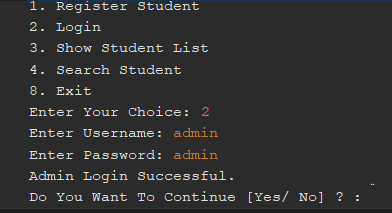 1. Register Student
2. Login
3. Show Student List
4. Search Student
8. Exit
Enter Your Choice: 2
Enter Username: admin
Enter Password: admin
Admin Login Successful.
Do You Want To Continue [Yes/ No] ? :